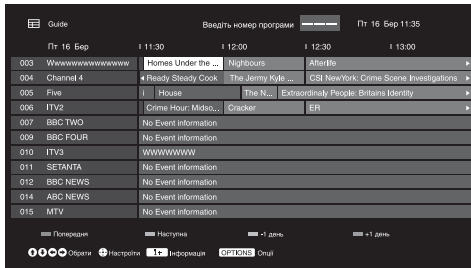 Guide Введіть номер програми ——— Пт 16 Бер 11:35
Пт 16 Бер 11:30 12:00 12:30 13:00
003 Wwwwwwwwwwwww Homes Under the ... Nighbours Afterlife
004 Channel 4 Ready Steady Cook The Jermy Kyle ... CSI NewYork: Crime Scene Investigations
005 Five i House The N... Extraordinaly People: Britains Identity
006 ITV2 Crime Hour: Midso... Cracker ER
007 BBC TWO No Event information
009 BBC FOUR No Event information
010 ITV3 WWWWWWW
011 SETANTA No Event information
012 BBC NEWS No Event information
014 ABC NEWS No Event information
015 MTV No Event information
Попередня Наступна -1 день +1 день
Обрати Настроїти 1+ Інформація OPTIONS Опції